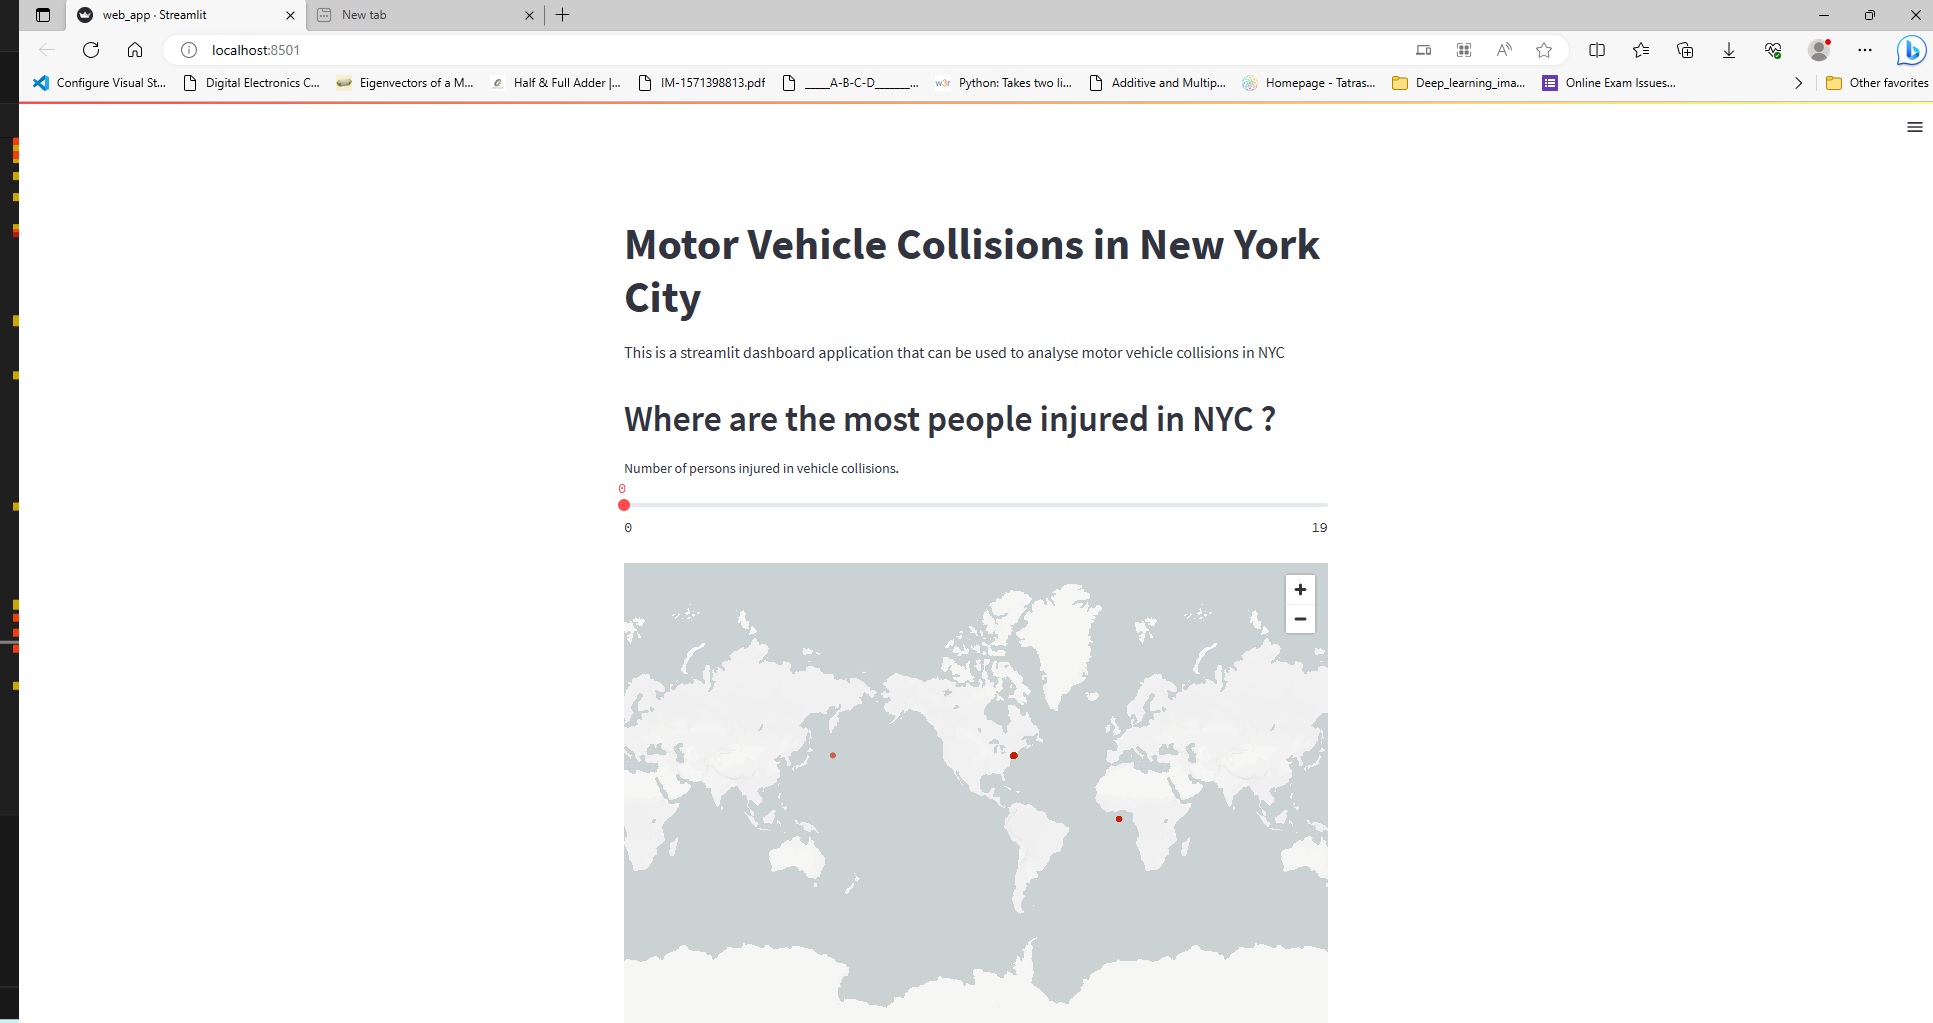 web_app · Streamlit
New tab
localhost:8501
Configure Visual St...
Digital Electronics C...
Eigenvectors of a M...
Half & Full Adder |...
IM-1571398813.pdf
____A-B-C-D______...
w3r
Python: Takes two li...
Additive and Multip...
Homepage - Tatras...
Deep_learning_ima...
Online Exam Issues...
Other favorites
Motor Vehicle Collisions in New York
City
This is a streamlit dashboard application that can be used to analyse motor vehicle collisions in NYC
Where are the most people injured in NYC ?
Number of persons injured in vehicle collisions.
0
0
19